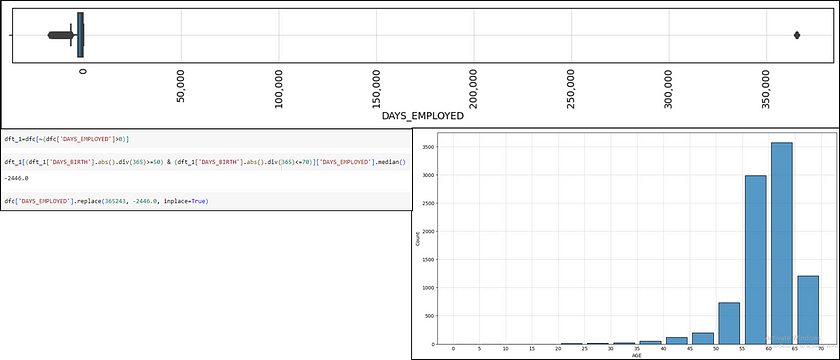 0
50,000
100,000
150,000
200,000
250,000
300,000
350,000
DAYS_EMPLOYED
dft_1=dfc[~(dfc['DAYS_EMPLOYED']>0)]
dft_1[(dft_1['DAYS_BIRTH'].abs().div(365)>=50) & (dft_1['DAYS_BIRTH'].abs().div(365)<=70)]['DAYS_EMPLOYED'].median()
-2446.0
dfc['DAYS_EMPLOYED'].replace(365243, -2446.0, inplace=True)
3500
3000
2500
2000
1500
1000
500
0
Count
0 5 10 15 20 25 30 35 40 45 50 55 60 65 70
AGE